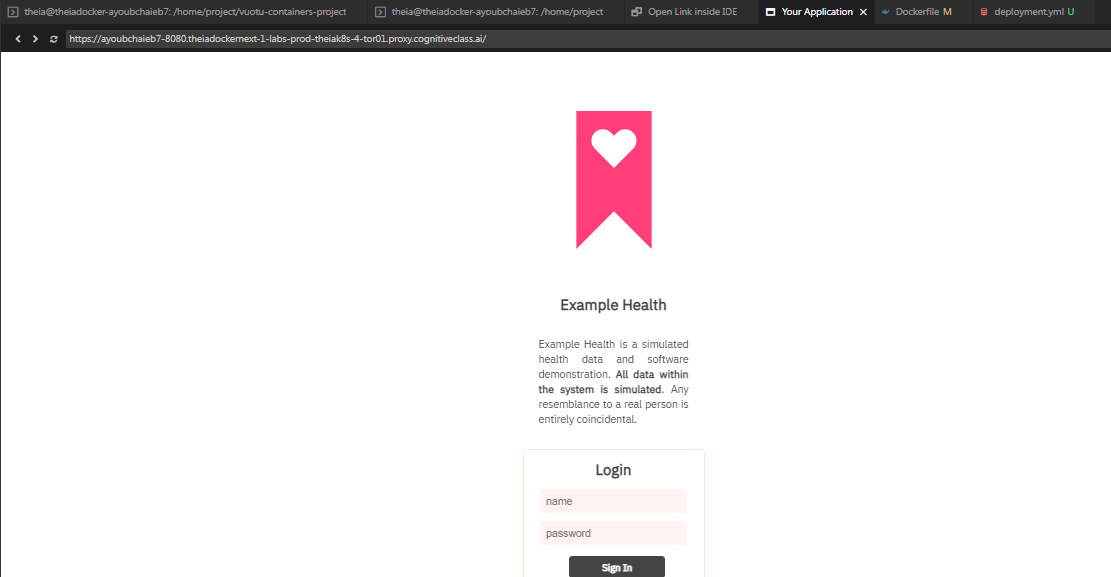 theia@theiadocker-ayoubchaieb7: /home/project/vuotu-containers-project
theia@theiadocker-ayoubchaieb7: /home/project
Open Link inside IDE
Your Application
Dockerfile M
deployment.yml U
https://ayoubchaieb7-8080.theiadockernext-1-labs-prod-theiak8s-4-tor01.proxy.cognitiveclass.ai/
Example Health
Example Health is a simulated
health data and software
demonstration. All data within
the system is simulated. Any
resemblance to a real person is
entirely coincidental.
Login
name
password
Sign In